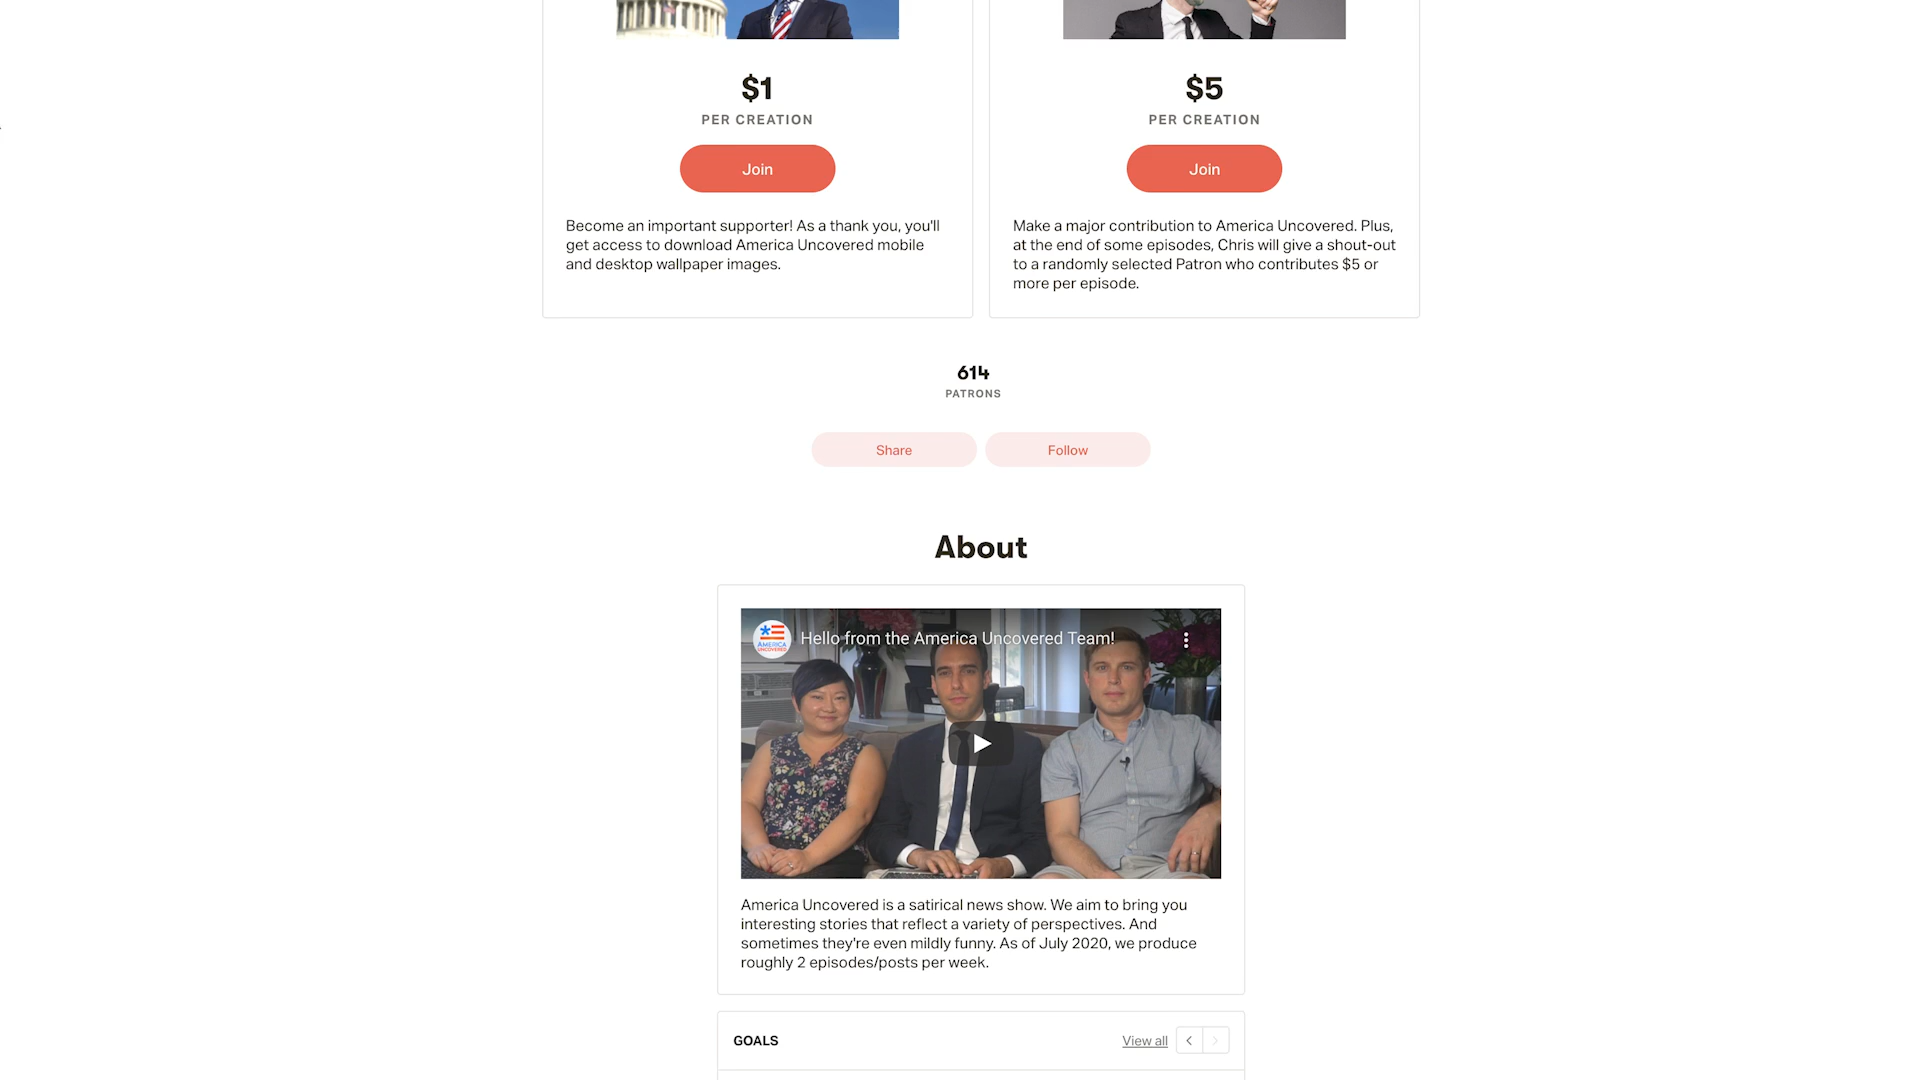 $1
PER CREATION
Join
Become an important supporter! As a thank you, you'll
get access to download America Uncovered mobile
and desktop wallpaper images.
$5
PER CREATION
Join
Make a major contribution to America Uncovered. Plus,
at the end of some episodes, Chris will give a shout-out
to a randomly selected Patron who contributes $5 or
more per episode.
614
PATRONS
Share
Follow
About
AMERICA
UNCOVERED
Hello from the America Uncovered Team!
America Uncovered is a satirical news show. We aim to bring you
interesting stories that reflect a variety of perspectives. And
sometimes they're even mildly funny. As of July 2020, we produce
roughly 2 episodes/posts per week.
GOALS
View all